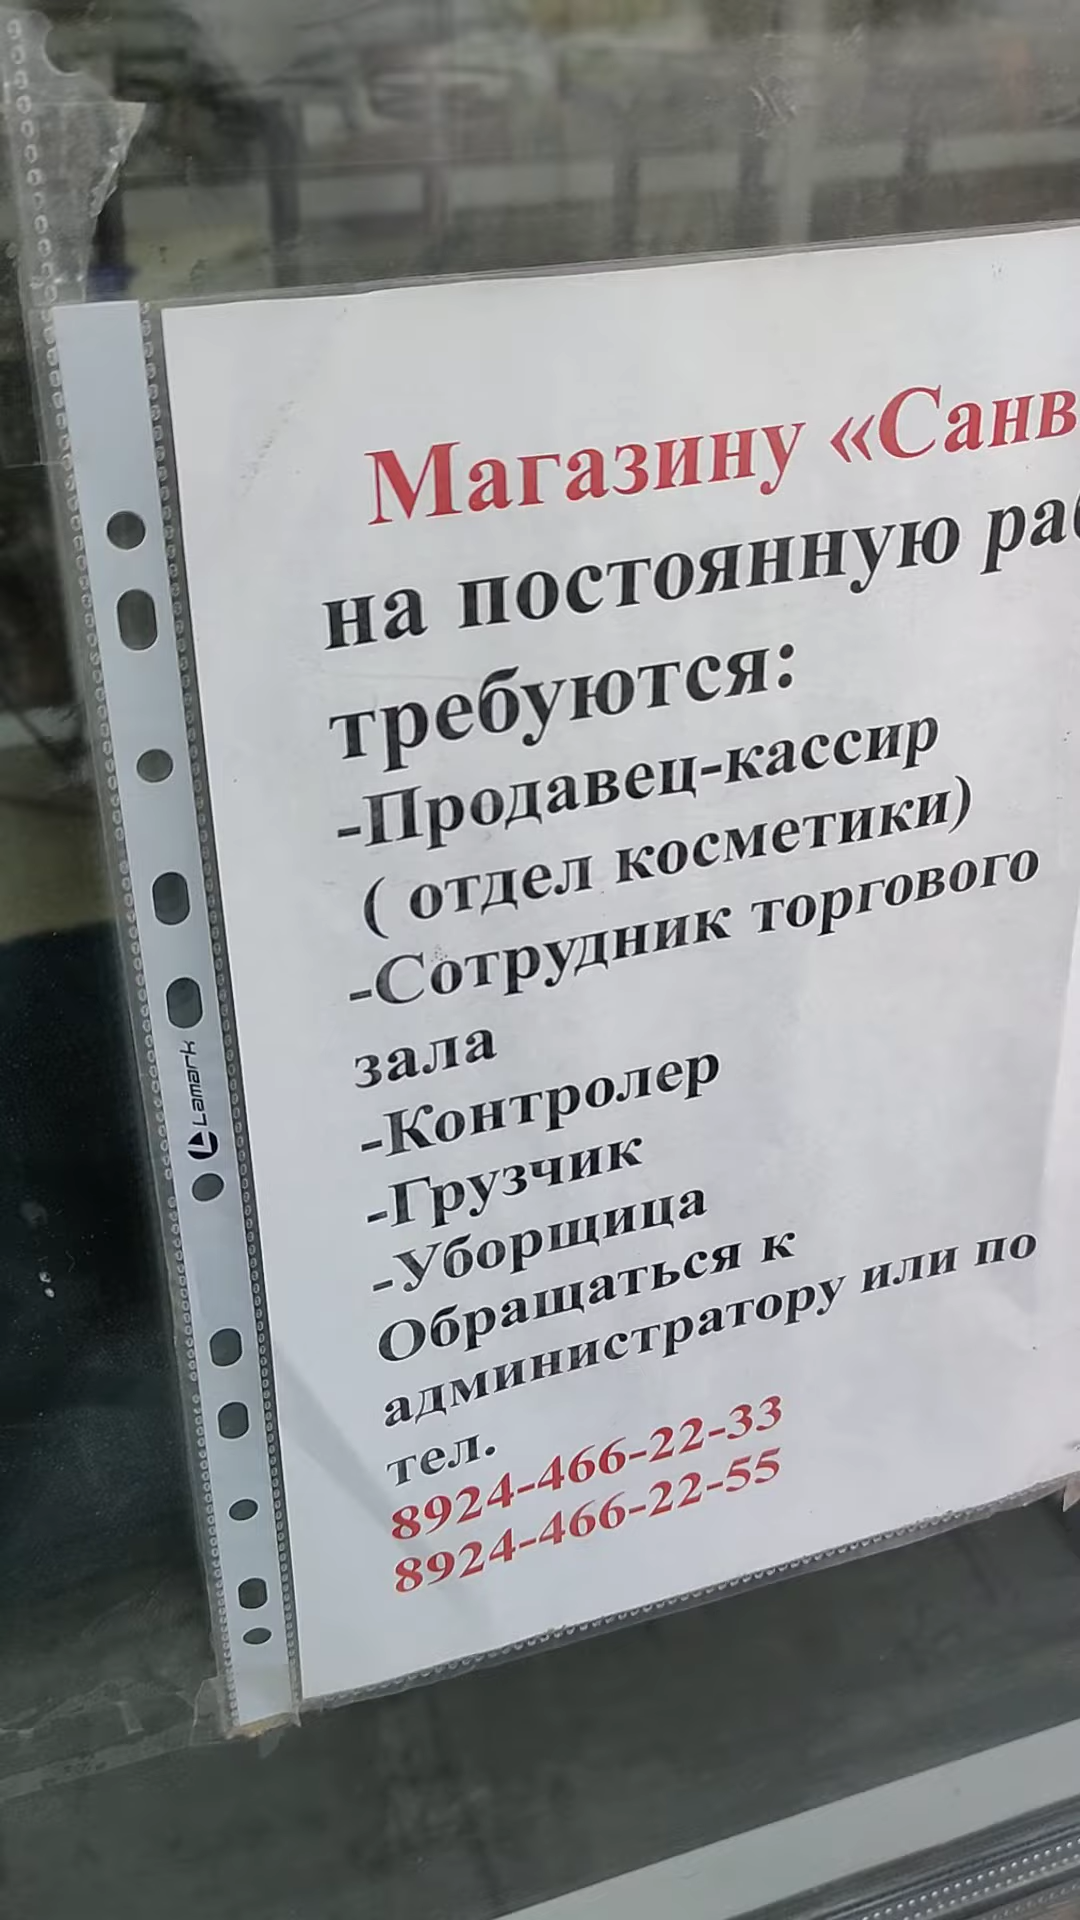 Магазину «Санв
на постоянную раб
требуются:
-Продавец-кассир
( отдел косметики)
-Сотрудник торгового
зала
-Контролер
-Грузчик
-Уборщица
Обращаться к
администратору или по
тел.
8924-466-22-33
8924-466-22-55
Lamark